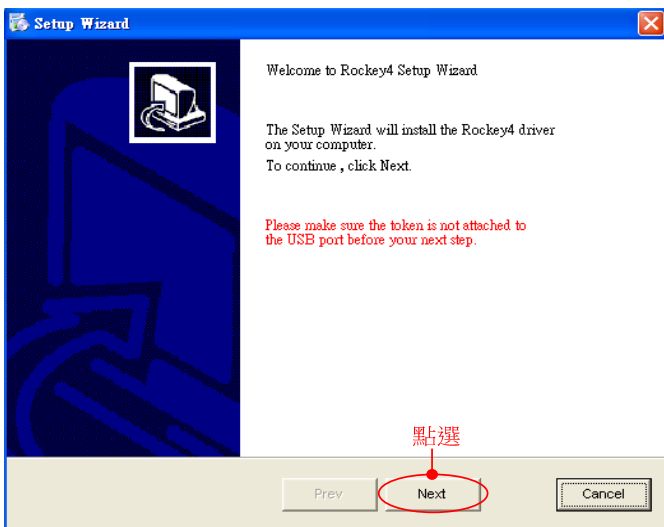 Setup Wizard
Welcome to Rockey4 Setup Wizard
The Setup Wizard will install the Rockey4 driver
on your computer.
To continue , click Next.
Please make sure the token is not attached to
the USB port before your next step.
點選
Prev
Next
Cancel